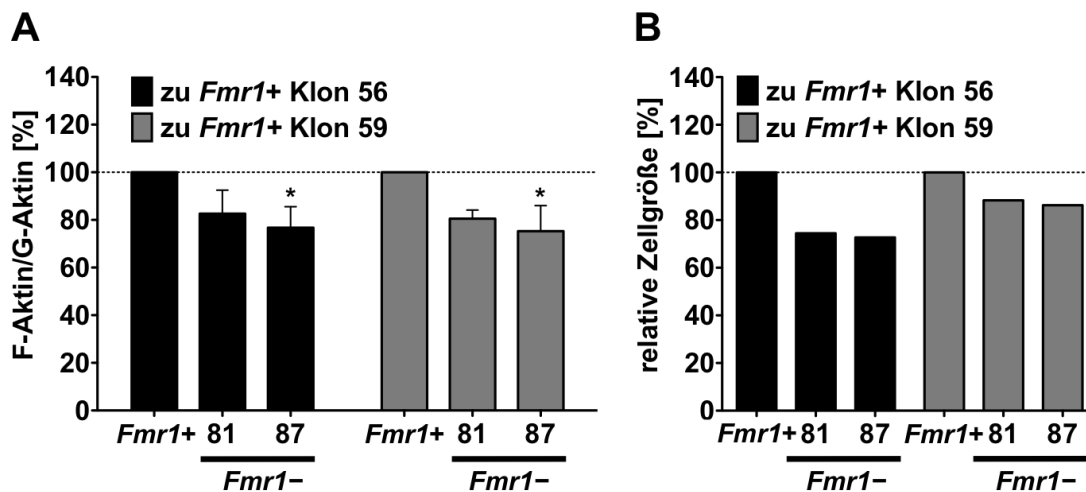 A
F-Aktin/G-Aktin [%]
140
120
100
80
60
40
20
0
zu Fmr1+ Klon 56
zu Fmr1+ Klon 59
*
*
Fmr1+ 81 87 Fmr1+ 81 87
Fmr1− Fmr1−
B
relative Zellgröße [%]
140
120
100
80
60
40
20
0
zu Fmr1+ Klon 56
zu Fmr1+ Klon 59
Fmr1+ 81 87 Fmr1+ 81 87
Fmr1− Fmr1−